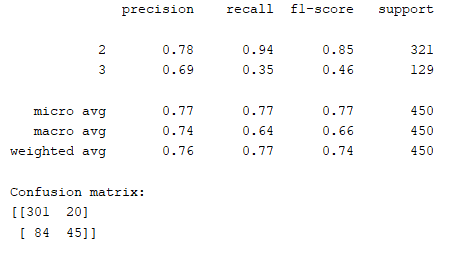 precision recall f1-score support
2 0.78 0.94 0.85 321
3 0.69 0.35 0.46 129
micro avg 0.77 0.77 0.77 450
macro avg 0.74 0.64 0.66 450
weighted avg 0.76 0.77 0.74 450
Confusion matrix:
[[301 20]
[ 84 45]]